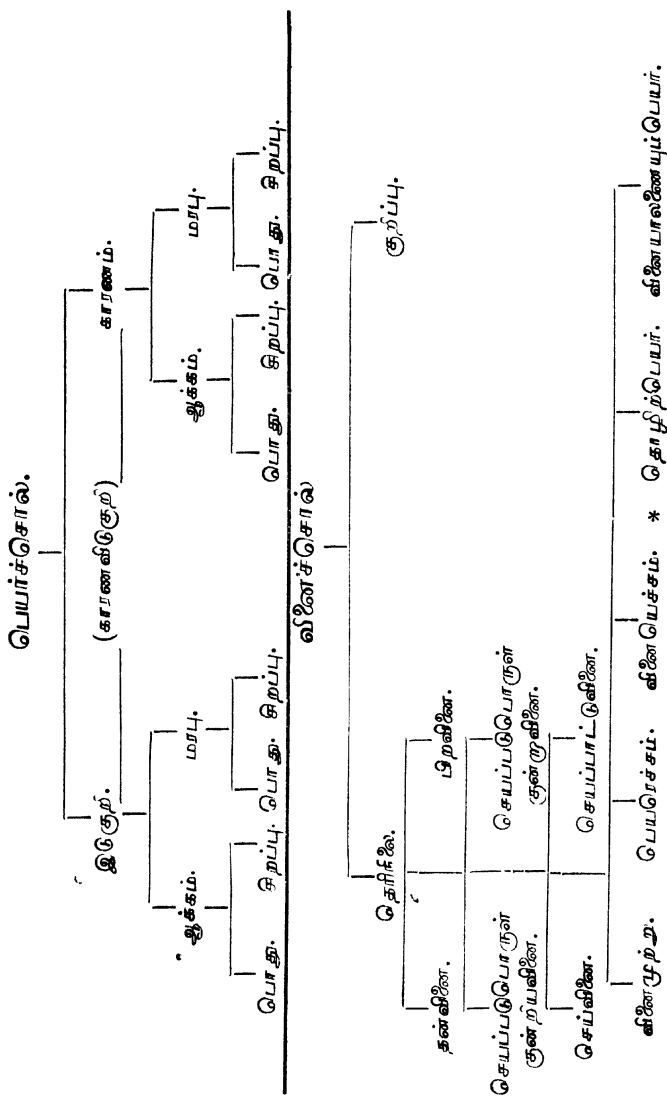 பெயர்ச்சொல்.
இடுகுறி. (காரணவிடுகுறி) காரணம்.
ஆக்கம். மரபு. ஆக்கம். மரபு.
பொது. சிறப்பு. பொது. சிறப்பு. பொது. சிறப்பு. பொது. சிறப்பு.
வினைச்சொல்
தெரிநிலை. குறிப்பு.
தன்வினை. பிறவினை.
செயப்படுபொருள் செயப்படுபொருள்
குன்றியவினை. குன்றாவினை.
செய்வினை. செயப்பாட்டுவினை.
வினைமுற்று. பெயரெச்சம். வினையெச்சம். * தொழிற்பெயர். வினையாலணையும்பெயர்.